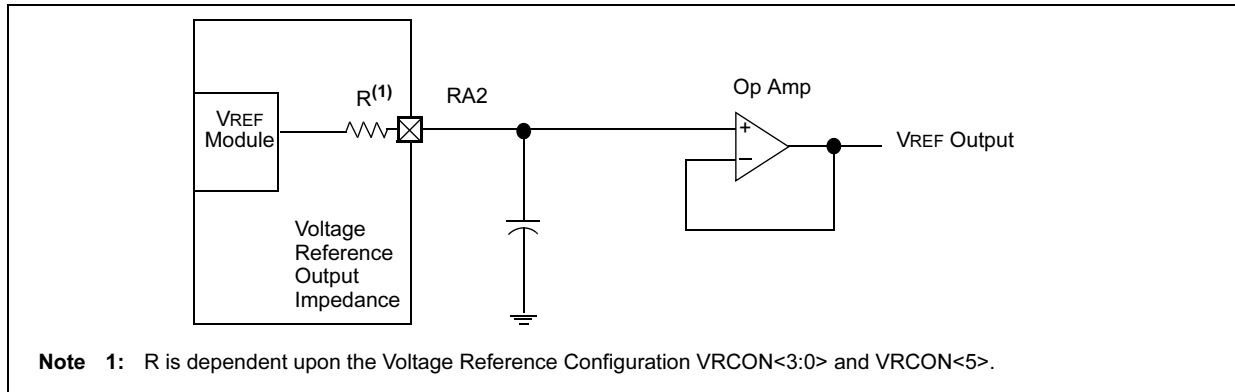 Op Amp
R(1)
RA2
VREF
Module
+
–
VREF Output
Voltage
Reference
Output
Impedance
Note 1: R is dependent upon the Voltage Reference Configuration VRCON<3:0> and VRCON<5>.